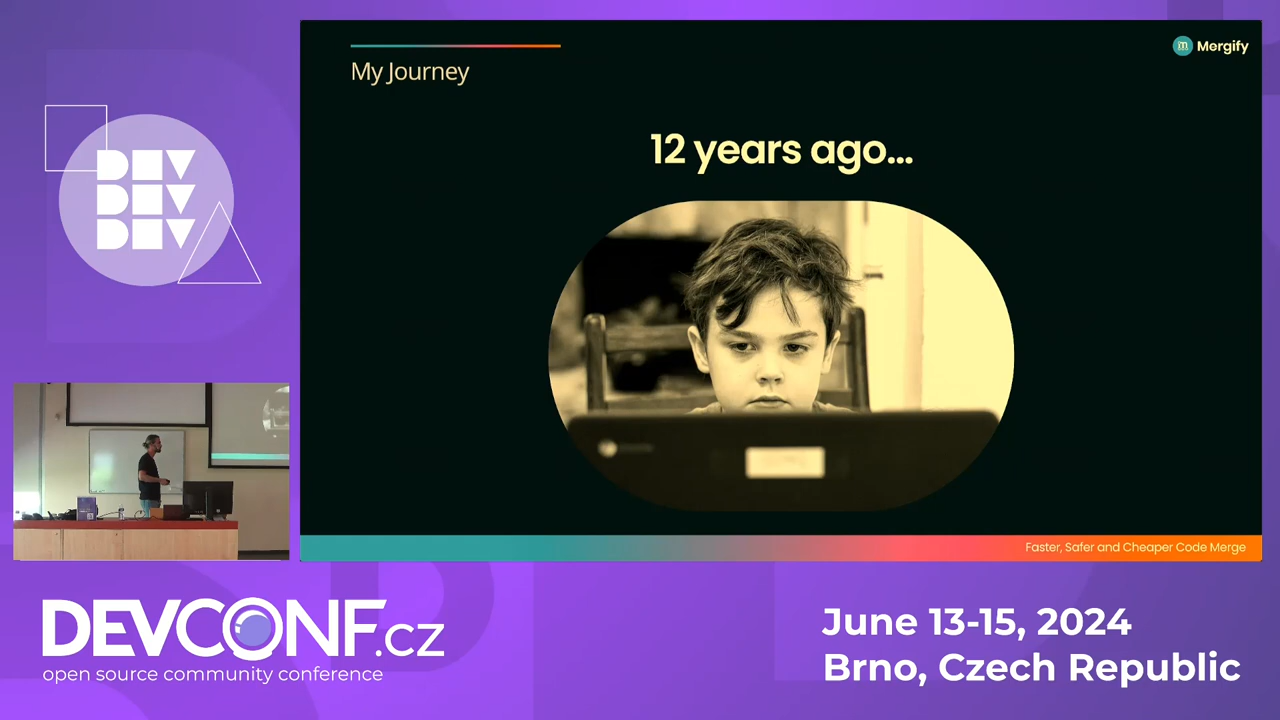 My Journey
Mergify
12 years ago...
Faster, Safer and Cheaper Code Merge
DEV
DEV
DEV
DEVCONF.cz
open source community conference
June 13-15, 2024
Brno, Czech Republic